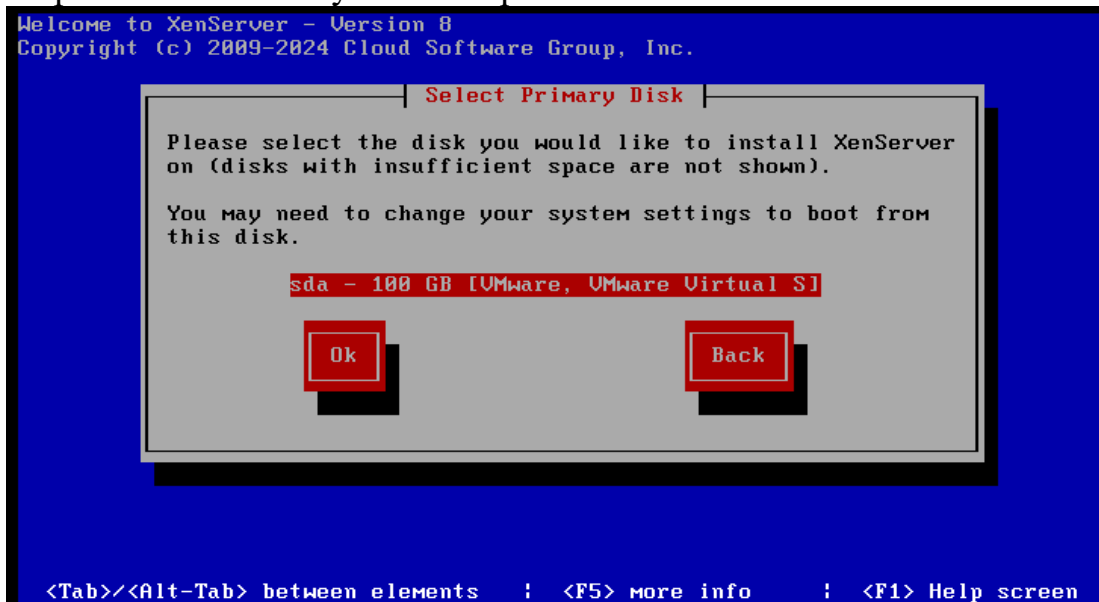 Welcome to XenServer - Version 8
Copyright (c) 2009-2024 Cloud Software Group, Inc.
Select Primary Disk
Please select the disk you would like to install XenServer
on (disks with insufficient space are not shown).
You may need to change your system settings to boot from
this disk.
sda - 100 GB [VMware, VMware Virtual S]
Ok Back
<Tab>/<Alt-Tab> between elements | <F5> more info | <F1> Help screen